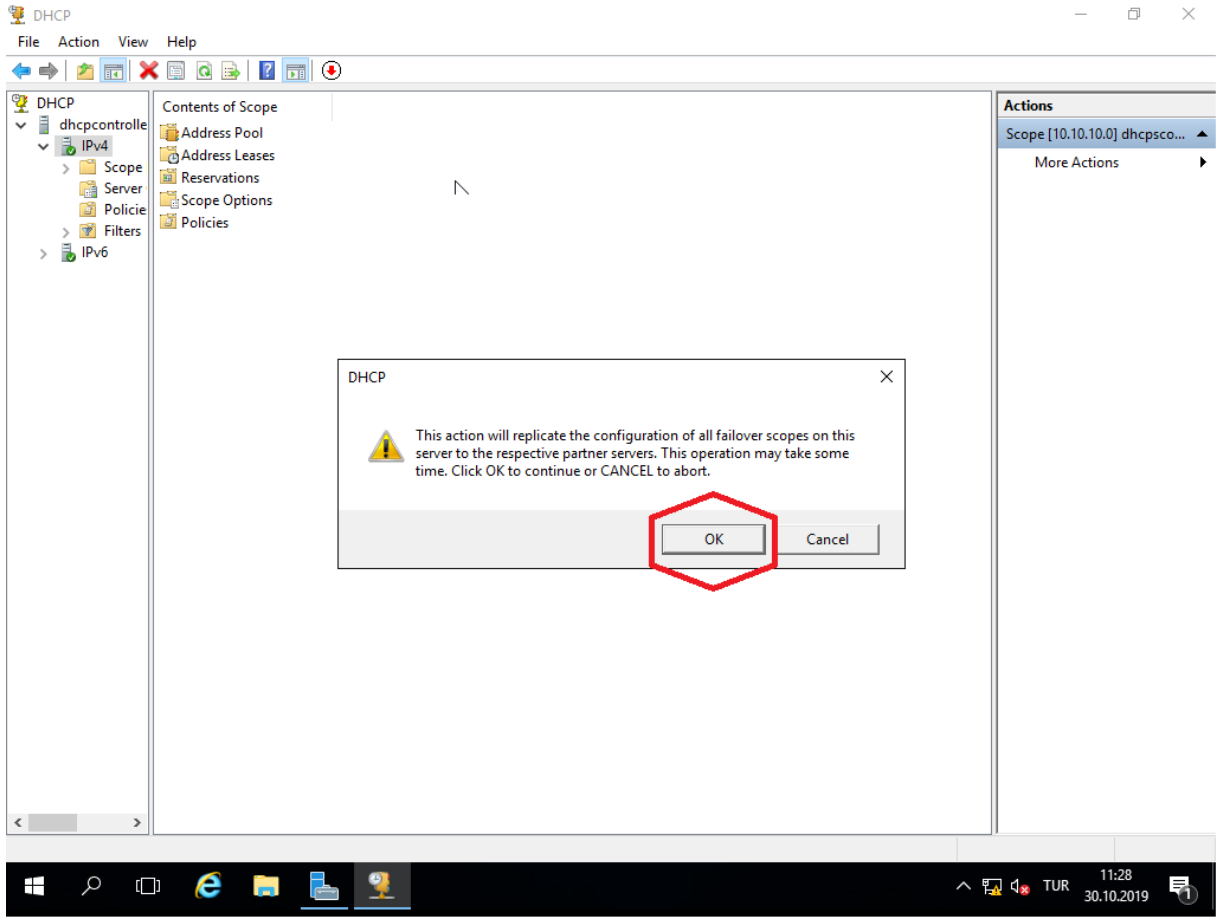 DHCP
File Action View Help
DHCP
dhcpcontrolle
IPv4
Scope
Server
Policie
Filters
IPv6
Contents of Scope
Address Pool
Address Leases
Reservations
Scope Options
Policies
Actions
Scope [10.10.10.0] dhcpsco...
More Actions
DHCP
This action will replicate the configuration of all failover scopes on this
server to the respective partner servers. This operation may take some
time. Click OK to continue or CANCEL to abort.
OK Cancel
TUR
11:28
30.10.2019
1